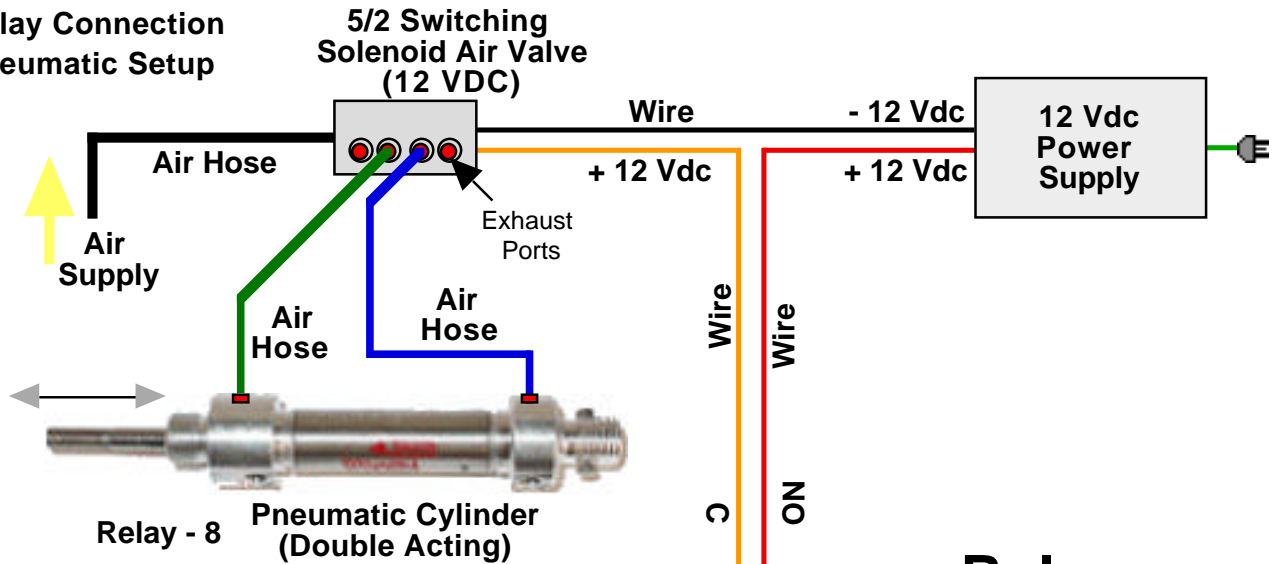 lay Connection
eumatic Setup
5/2 Switching
Solenoid Air Valve
(12 VDC)
Wire
- 12 Vdc
12 Vdc
Power
Supply
Air Hose
+ 12 Vdc
+ 12 Vdc
Exhaust
Ports
Air
Supply
Air
Hose
Air
Hose
Wire
Wire
C
NO
Relay - 8
Pneumatic Cylinder
(Double Acting)